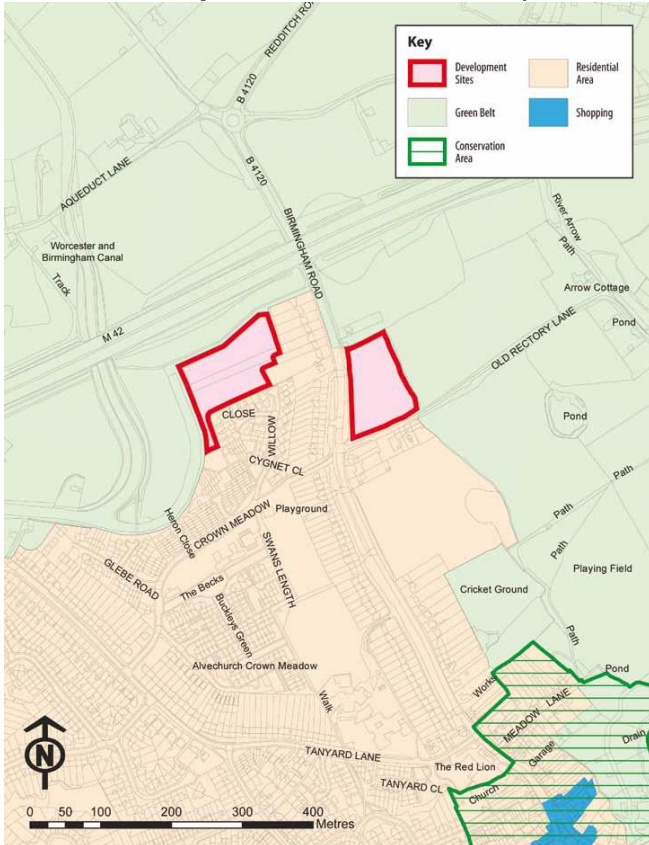 REDDITCH RO
B 4120
Key
Development
Sites
Residential
Area
Green Belt
Shopping
Conservation
Area
B 4120
AQUEDUCT LANE
BIRMINGHAM ROAD
River Arrow
Path
Worcester and
Birmingham Canal
Track
Arrow Cottage
Pond
M 42
OLD RECTORY LANE
CLOSE
WILLOW
Pond
CYGNET CL
Path
Heron Close
CROWN MEADOW
Playground
Path
Path
GLEBE ROAD
SWANS LENGTH
Playing Field
The Becks
Cricket Ground
Buckleys Green
Path
Alvechurch Crown Meadow
Pond
Works
MEADOW LANE
Walk
Drain
TANYARD LANE
Garage
The Red Lion
N
TANYARD CL
Church
0 50 100 200 300 400
Metres